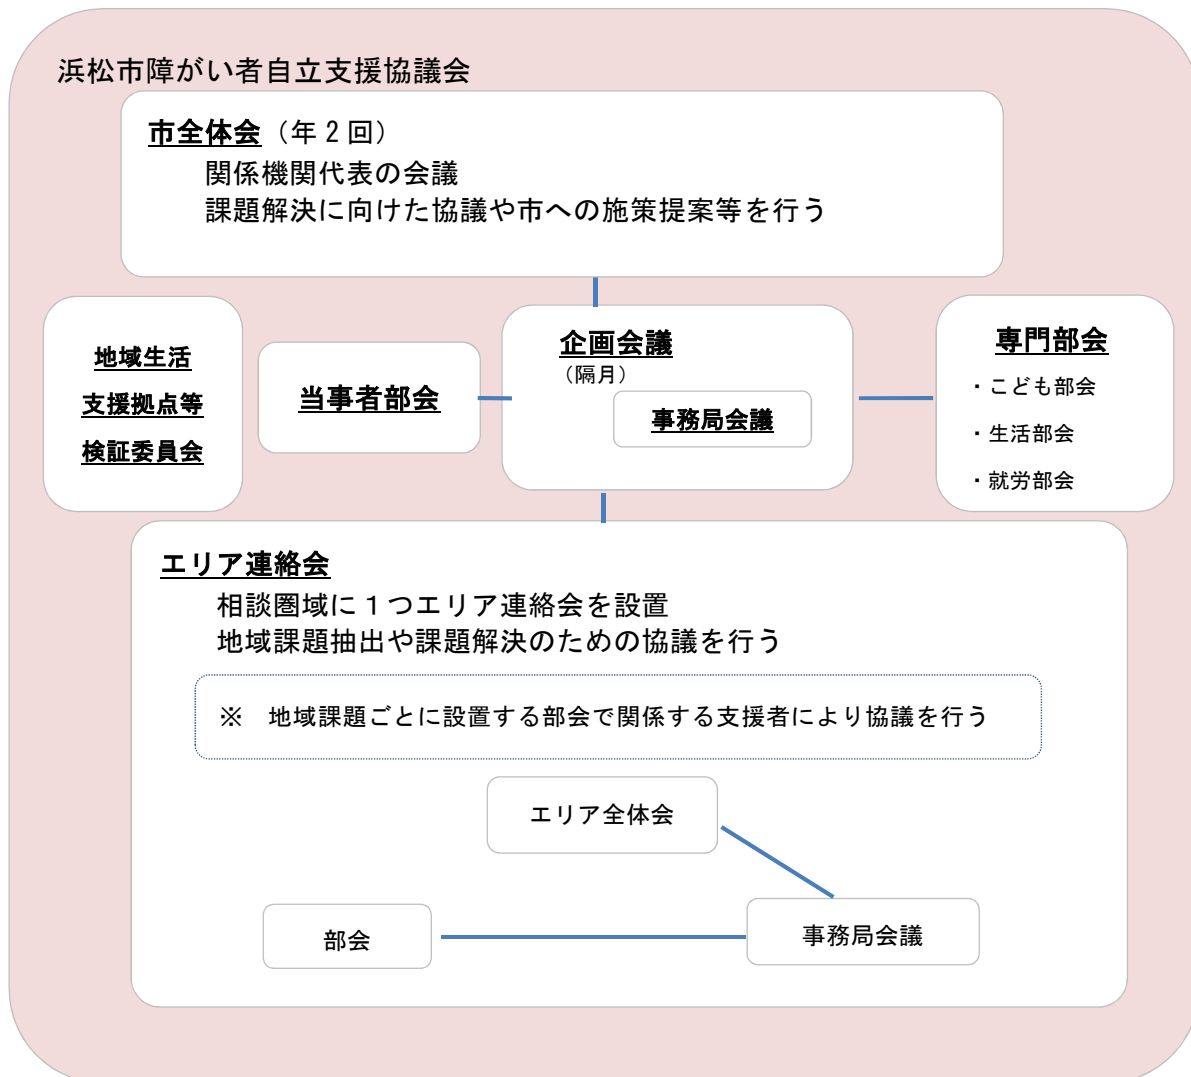 浜松市障がい者自立支援協議会
市全体会（年２回）
関係機関代表の会議
課題解決に向けた協議や市への施策提案等を行う
地域生活
支援拠点等
検証委員会
当事者部会
企画会議
（隔月）
事務局会議
専門部会
・こども部会
・生活部会
・就労部会
エリア連絡会
相談圏域に１つエリア連絡会を設置
地域課題抽出や課題解決のための協議を行う
※　地域課題ごとに設置する部会で関係する支援者により協議を行う
エリア全体会
部会
事務局会議